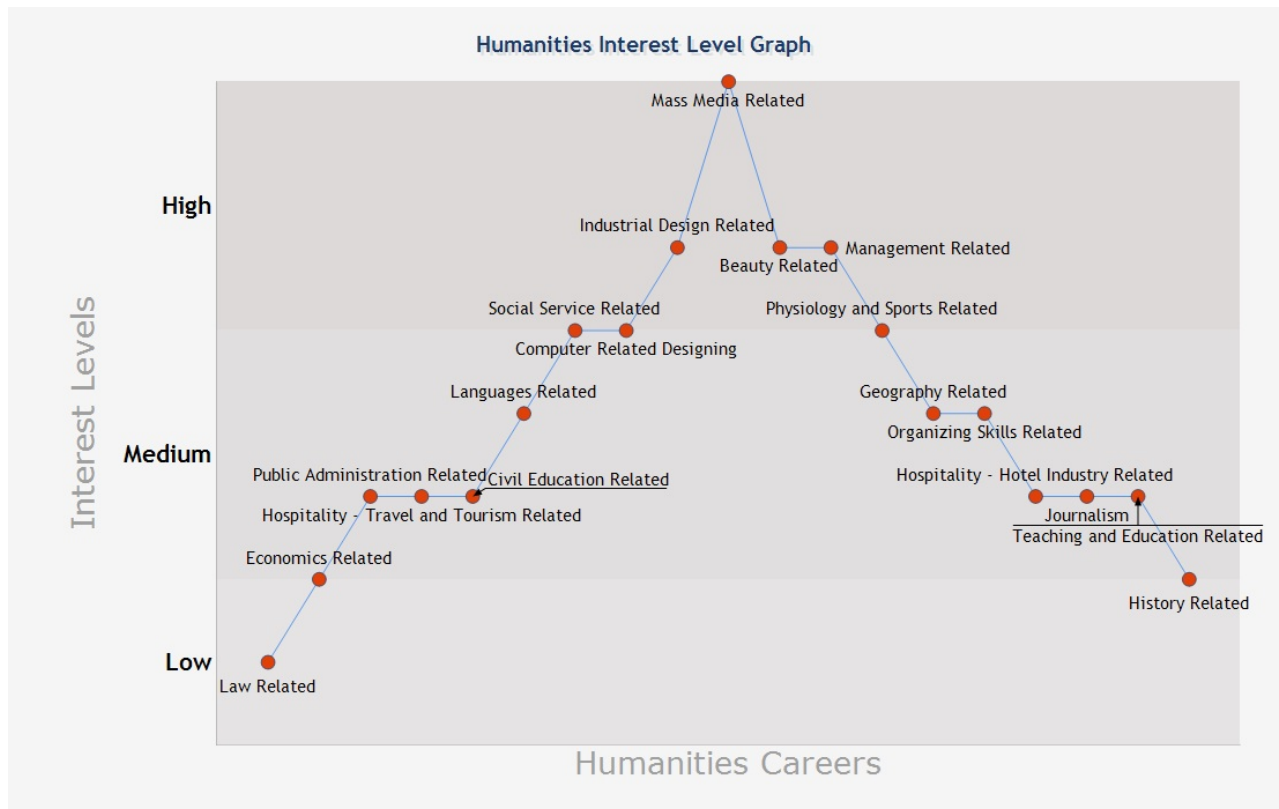 Humanities Interest Level Graph
Mass Media Related
High
Industrial Design Related
Management Related
Beauty Related
Social Service Related
Physiology and Sports Related
Computer Related Designing
Interest Levels
Languages Related
Geography Related
Organizing Skills Related
Medium
Public Administration Related
Civil Education Related
Hospitality - Hotel Industry Related
Hospitality - Travel and Tourism Related
Journalism
Teaching and Education Related
Economics Related
History Related
Low
Law Related
Humanities Careers